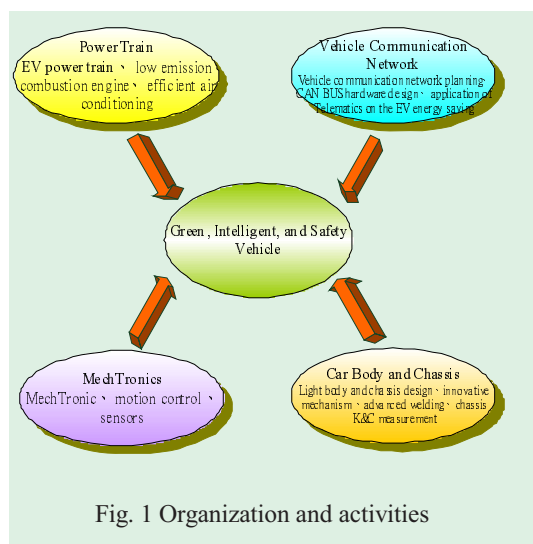 Power Train
EV power train、 low emission
combustion engine、 efficient air
conditioning
Vehicle Communication
Network
Vehicle communication network planning、
CAN BUS hardware design、 application of
Telematics on the EV energy saving
Green, Intelligent, and Safety
Vehicle
MechTronics
MechTronic、 motion control、
sensors
Car Body and Chassis
Light body and chassis design、innovative
mechanism、advanced welding、chassis
K&C measurement
Fig. 1 Organization and activities